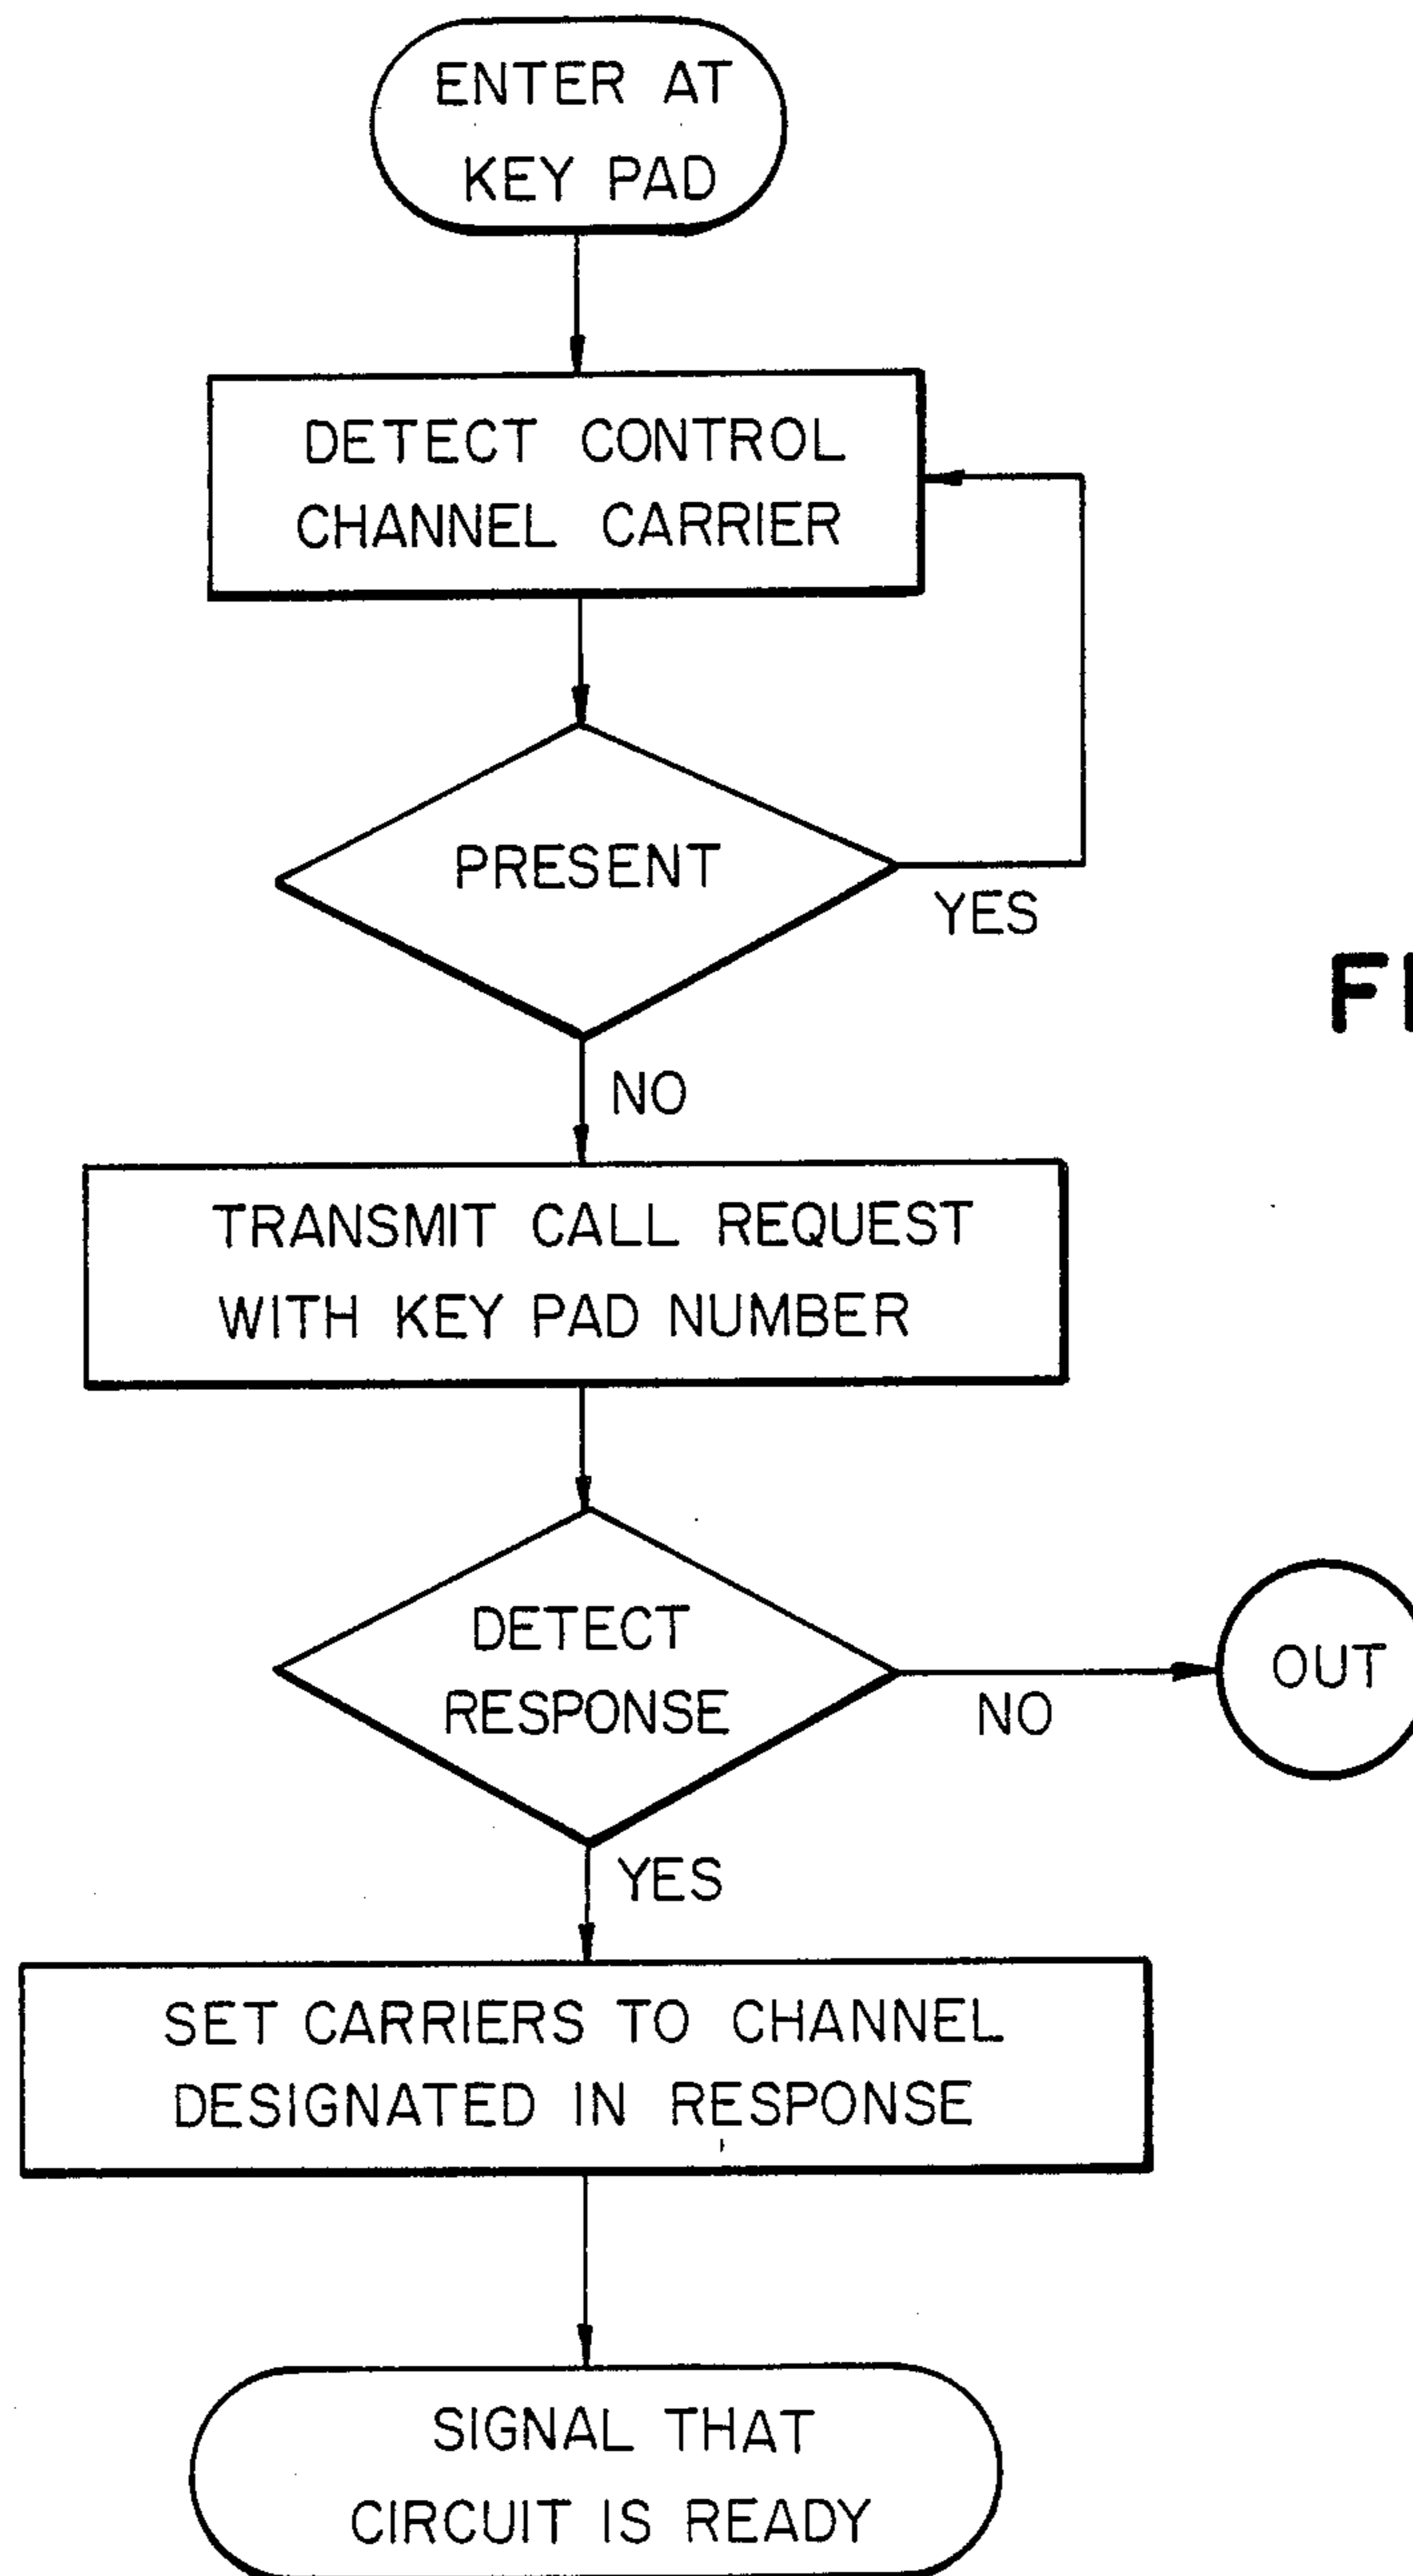 ENTER AT
KEY PAD
DETECT CONTROL
CHANNEL CARRIER
PRESENT
YES
NO
TRANSMIT CALL REQUEST
WITH KEY PAD NUMBER
DETECT
RESPONSE
NO
OUT
YES
SET CARRIERS TO CHANNEL
DESIGNATED IN RESPONSE
SIGNAL THAT
CIRCUIT IS READY